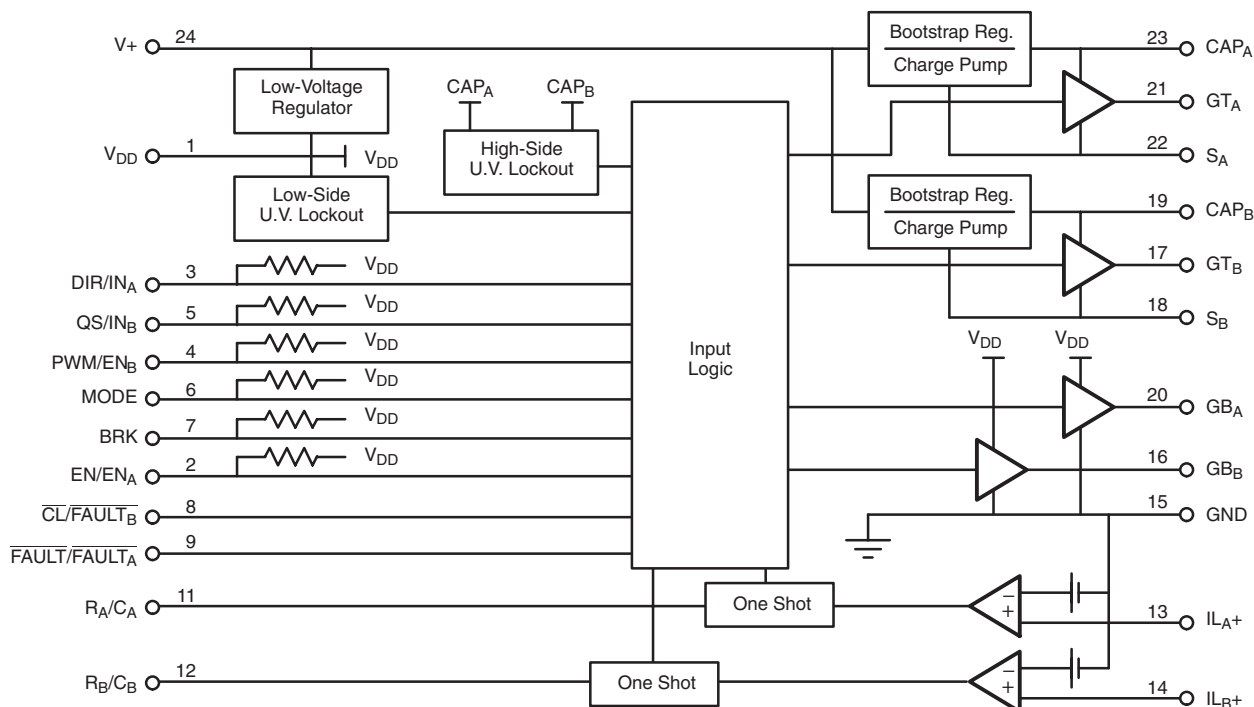 V+
24
Bootstrap Reg.
Charge Pump
23
CAPA
Low-Voltage
Regulator
CAPA
CAPB
21
GTA
VDD
1
VDD
High-Side
U.V. Lockout
22
SA
Low-Side
U.V. Lockout
Bootstrap Reg.
Charge Pump
19
CAPB
DIR/INA
3
VDD
17
GTB
QS/INB
5
VDD
18
SB
PWM/ENB
4
VDD
Input
Logic
VDD
VDD
MODE
6
VDD
20
GBA
BRK
7
VDD
EN/ENA
2
VDD
16
GBB
CL/FAULTB
8
15
GND
FAULT/FAULTA
9
RA/CA
11
One Shot
−
+
13
ILA+
RB/CB
12
One Shot
−
+
14
ILB+